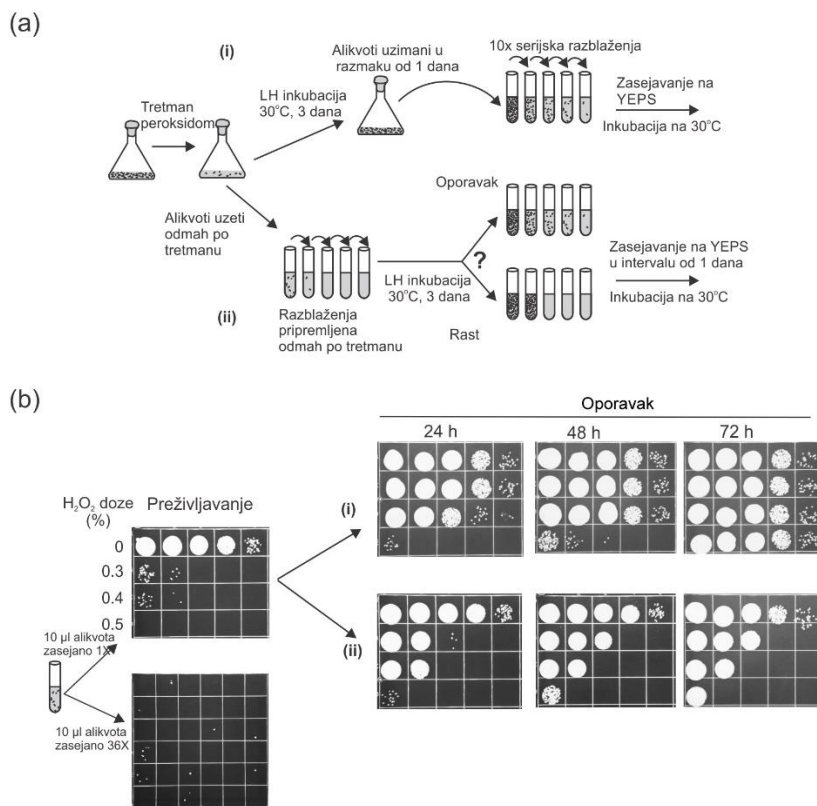 (a)
(i)
Tretman
peroksidom
LH inkubacija
30°C, 3 dana
Alikvoti uzimani u
razmaku od 1 dana
10x serijska razblaženja
Zasejavanje na
YEPS
Inkubacija na 30°C
Alikvoti uzeti
odmah po
tretmanu
(ii)
Razblaženja
pripremljena
odmah po tretmanu
LH inkubacija
30°C, 3 dana
?
Oporavak
Rast
Zasejavanje na YEPS
u intervalu od 1 dana
Inkubacija na 30°C
(b)
Oporavak
24 h
48 h
72 h
H₂O₂ doze
(%)
Preživljavanje
0
0.3
0.4
0.5
(i)
(ii)
10 µl alikvota
zasejano 1X
10 µl alikvota
zasejano 36X